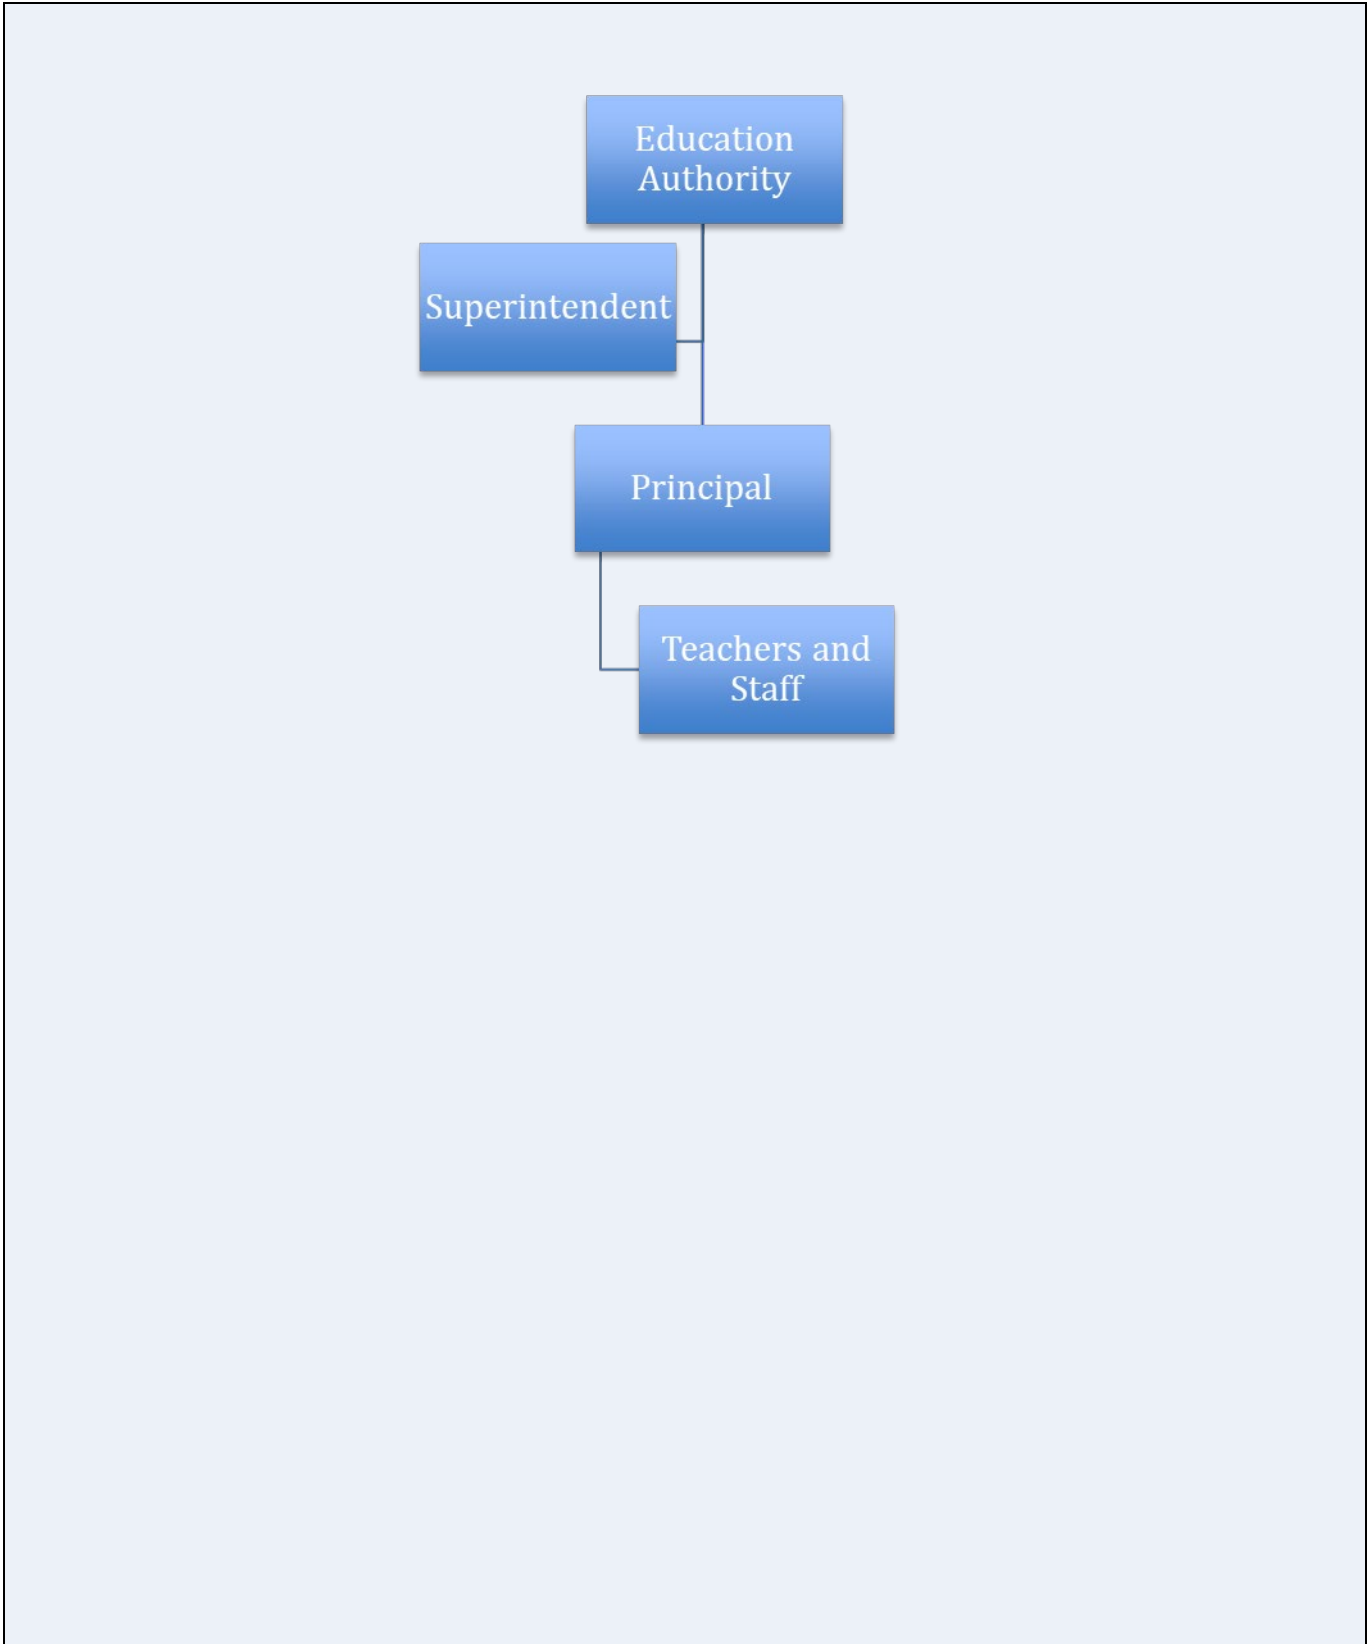 Education
Authority
Superintendent
Principal
Teachers and
Staff